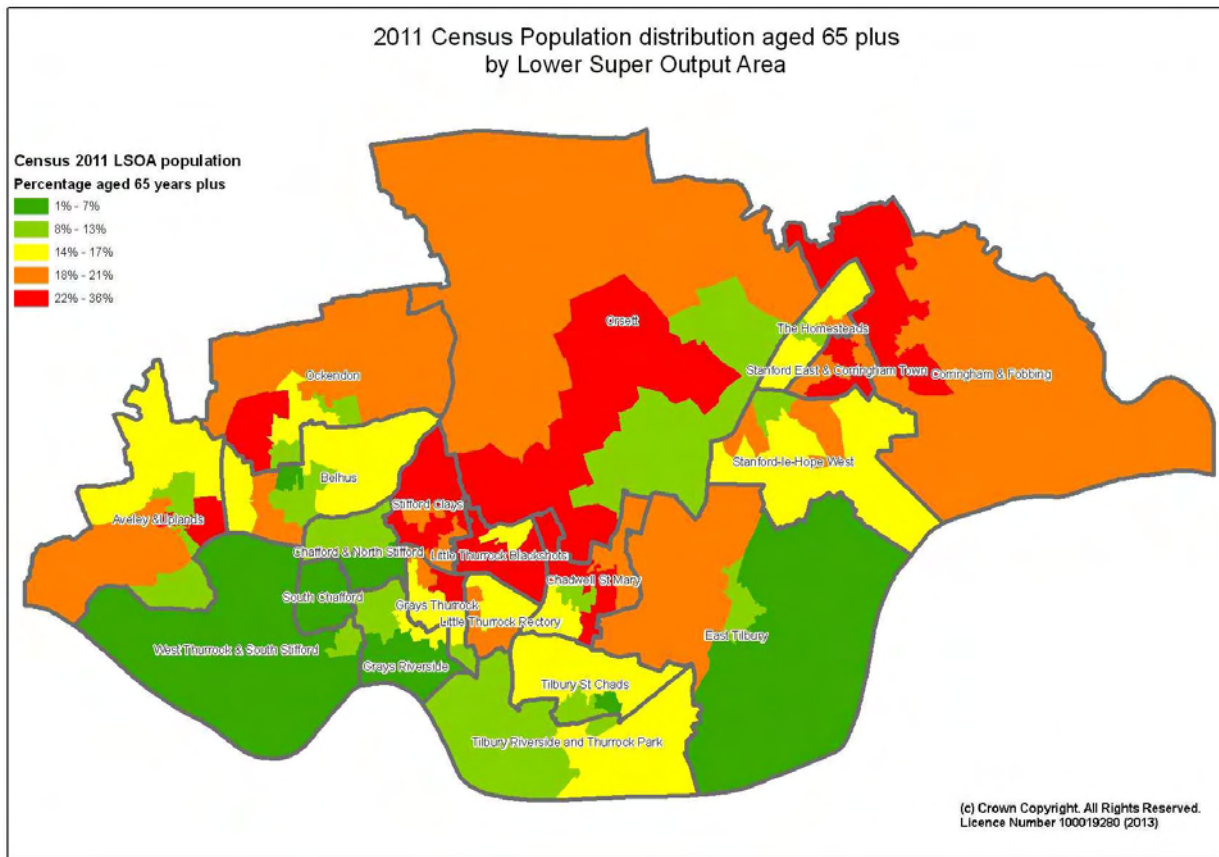 2011 Census Population distribution aged 65 plus
by Lower Super Output Area
Census 2011 LSOA population
Percentage aged 65 years plus
1% - 7%
8% - 13%
14% - 17%
18% - 21%
22% - 36%
Orsett
The Homesteads
Ockendon
Stanford East & Corringham Town
Corringham & Fobbing
Belhus
Stanford-le-Hope West
Stifford Clays
Aveley &Uplands
Chafford & North Stifford
Little Thurrock Blackshots
Chadwell St Mary
South Chafford
Grays Thurrock
Little Thurrock Rectory
East Tilbury
West Thurrock & South Stifford
Grays Riverside
Tilbury St Chads
Tilbury Riverside and Thurrock Park
(c) Crown Copyright. All Rights Reserved.
Licence Number 100019280 (2013)